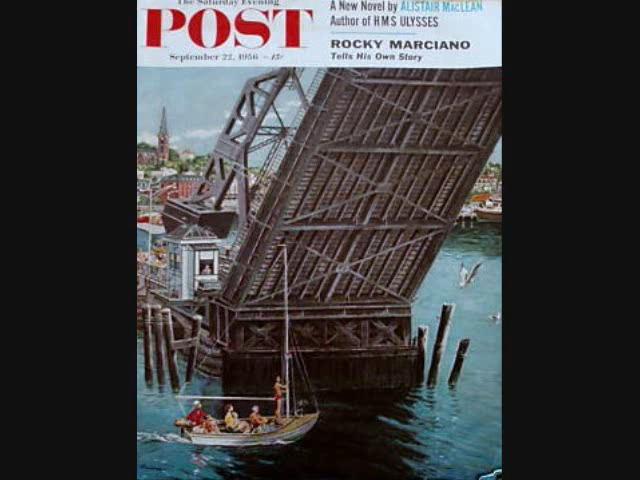 The Saturday Evening
POST
September 22, 1956 – 15¢
A New Novel by ALISTAIR MacLEAN
Author of H M S ULYSSES
ROCKY MARCIANO
Tells His Own Story